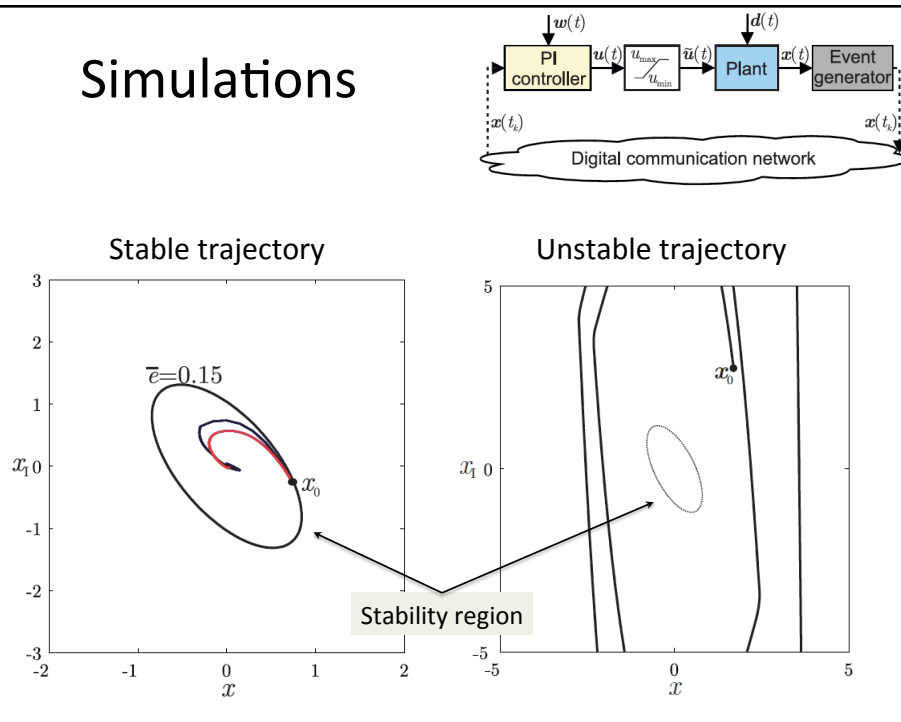 Simulations
w(t)
d(t)
PI controller
u(t)
u_max
u_min
ũ(t)
Plant
x(t)
Event generator
x(t_k)
x(t_k)
Digital communication network
Stable trajectory
3
2
1
x_I 0
-1
-2
-3
-2
-1
0
1
2
x
e̅=0.15
x_0
Unstable trajectory
5
x_I 0
-5
-5
0
5
x
x_0
Stability region